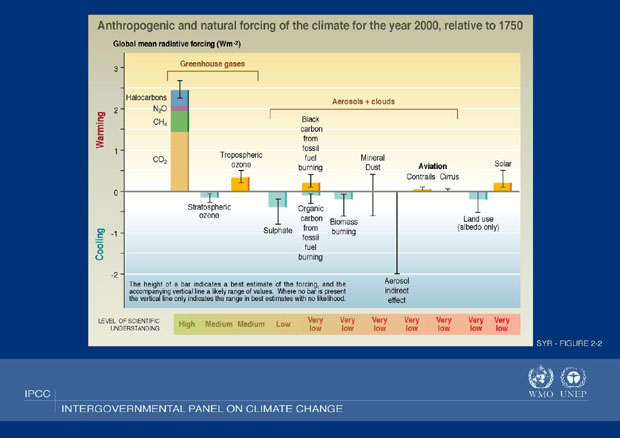 Anthropogenic and natural forcing of the climate for the year 2000, relative to 1750
Global mean radiative forcing (Wm-2)
Greenhouse gases
Aerosols + clouds
3
2
1
0
-1
-2
Warming
Cooling
Halocarbons
N2O
CH4
CO2
Stratospheric
ozone
Tropospheric
ozone
Sulphate
Black
carbon
from
fossil
fuel
burning
Organic
carbon
from
fossil
fuel
burning
Biomass
burning
Mineral
Dust
Aerosol
indirect
effect
Aviation
Contrails Cirrus
Land use
(albedo only)
Solar
The height of a bar indicates a best estimate of the forcing, and the
accompanying vertical line a likely range of values. Where no bar is present
the vertical line only indicates the range in best estimates with no likelihood.
LEVEL OF SCIENTIFIC
UNDERSTANDING
High Medium Medium Low Very low Very low Very low Very low Very low Very low Very low
SYR - FIGURE 2-2
WMO UNEP
IPCC
INTERGOVERNMENTAL PANEL ON CLIMATE CHANGE